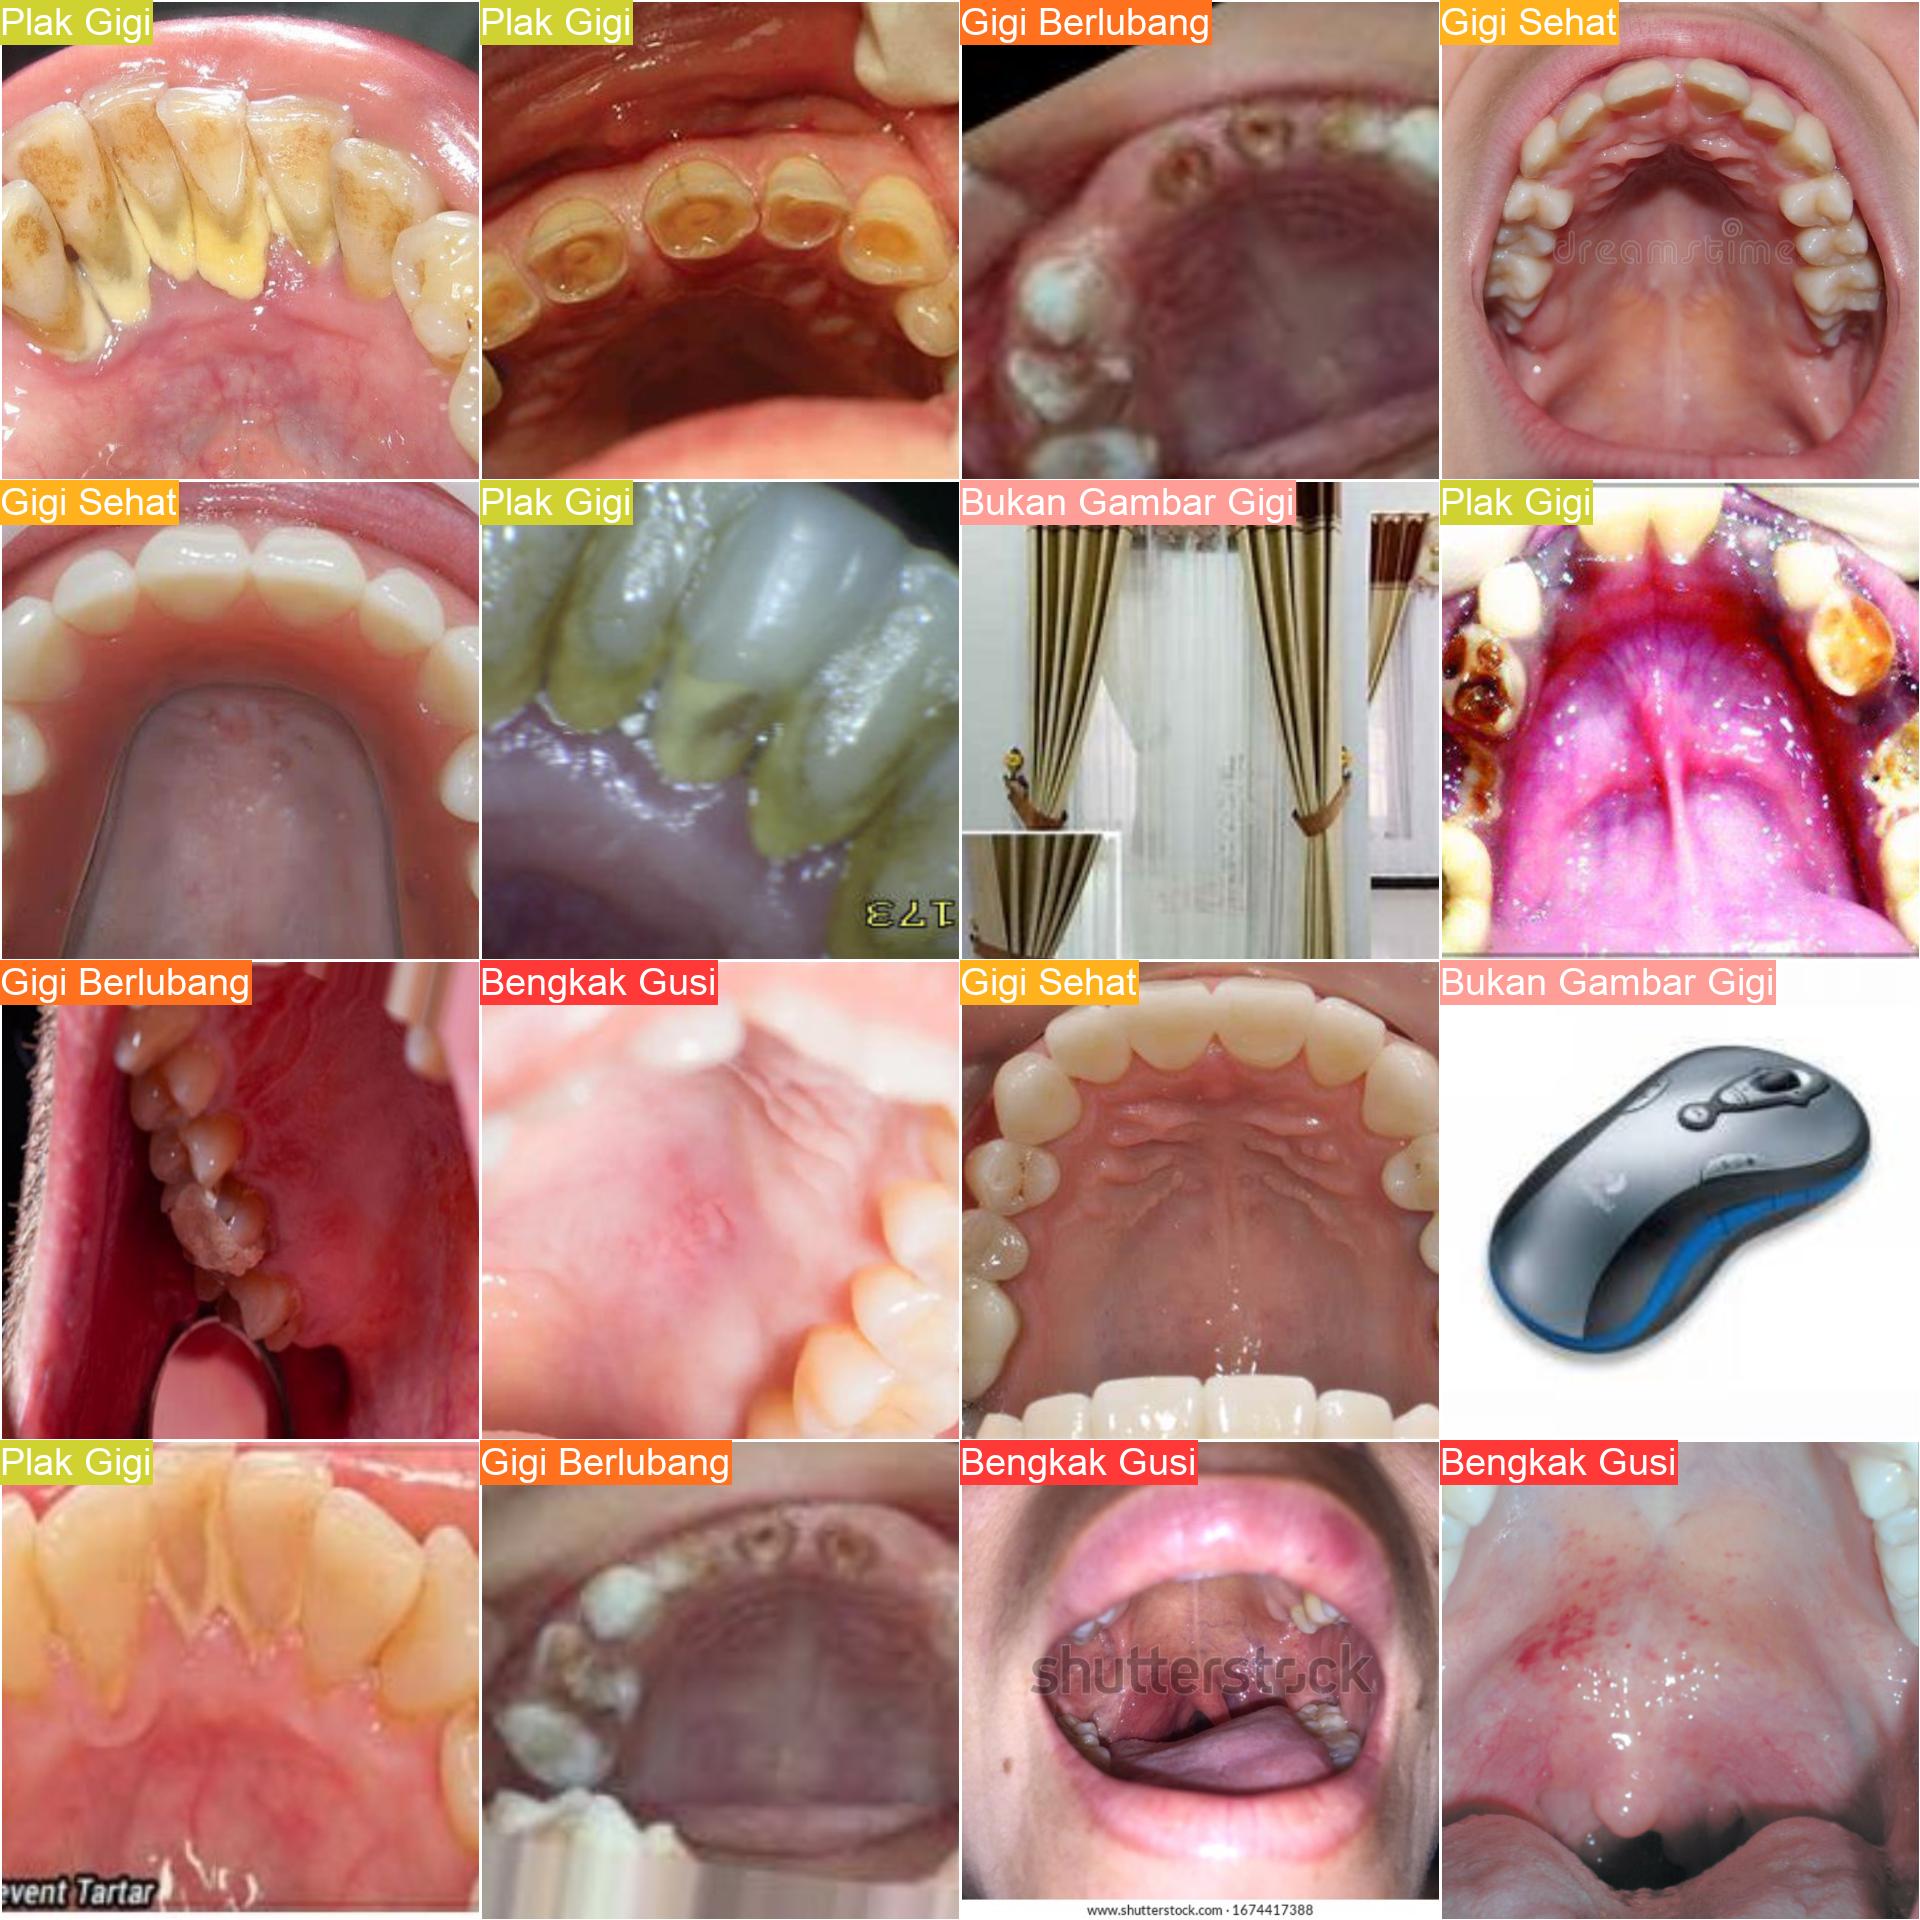 Plak Gigi
Plak Gigi
Gigi Berlubang
Gigi Sehat
dreamstime
Gigi Sehat
Plak Gigi
Bukan Gambar Gigi
Plak Gigi
173
Gigi Berlubang
Bengkak Gusi
Gigi Sehat
Bukan Gambar Gigi
Plak Gigi
Gigi Berlubang
Bengkak Gusi
Bengkak Gusi
shutterstock
event Tartar
www.shutterstock.com · 1674417388